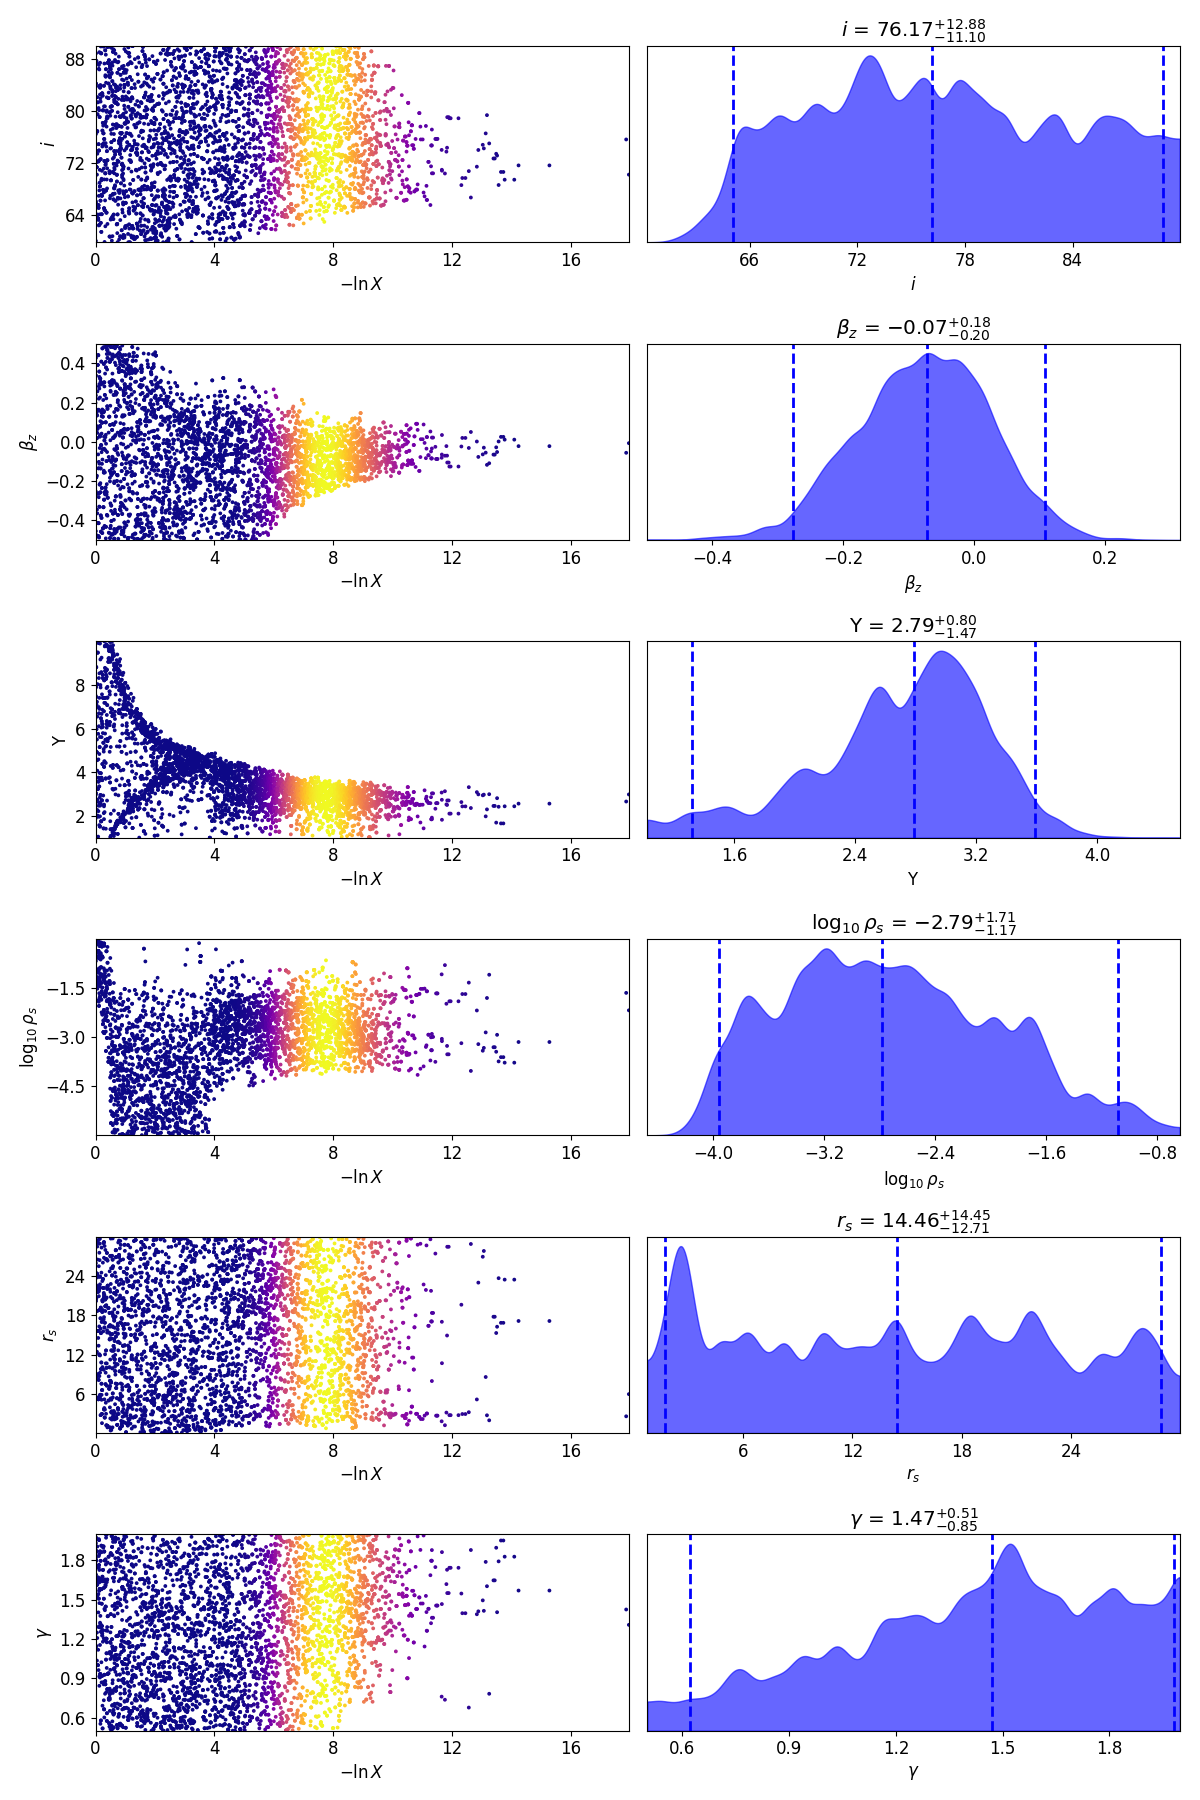 i = 76.17 +12.88 −11.10
88
80
72
64
i
0 4 8 12 16
−ln X
66 72 78 84
i
βz = −0.07 +0.18 −0.20
0.4
0.2
0.0
−0.2
−0.4
βz
0 4 8 12 16
−ln X
−0.4 −0.2 0.0 0.2
βz
Y = 2.79 +0.80 −1.47
8
6
4
2
Y
0 4 8 12 16
−ln X
1.6 2.4 3.2 4.0
Y
log10 ρs = −2.79 +1.71 −1.17
−1.5
−3.0
−4.5
log10 ρs
0 4 8 12 16
−ln X
−4.0 −3.2 −2.4 −1.6 −0.8
log10 ρs
rs = 14.46 +14.45 −12.71
24
18
12
6
rs
0 4 8 12 16
−ln X
6 12 18 24
rs
γ = 1.47 +0.51 −0.85
1.8
1.5
1.2
0.9
0.6
γ
0 4 8 12 16
−ln X
0.6 0.9 1.2 1.5 1.8
γ